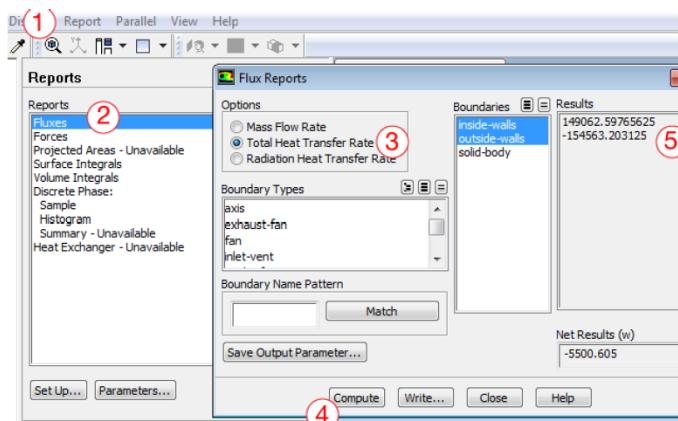 Di 1 Report Parallel View Help
Reports
Reports
2
Fluxes
Forces
Projected Areas - Unavailable
Surface Integrals
Volume Integrals
Discrete Phase:
Sample
Histogram
Summary - Unavailable
Heat Exchanger - Unavailable
Set Up... Parameters...
Flux Reports
Options
Mass Flow Rate
Total Heat Transfer Rate 3
Radiation Heat Transfer Rate
Boundary Types
axis
exhaust-fan
fan
inlet-vent
Boundary Name Pattern
Match
Save Output Parameter...
Boundaries
inside-walls
outside-walls
solid-body
Results
149062.59765625
-154563.203125
5
Net Results (w)
-5500.605
4
Compute Write... Close Help